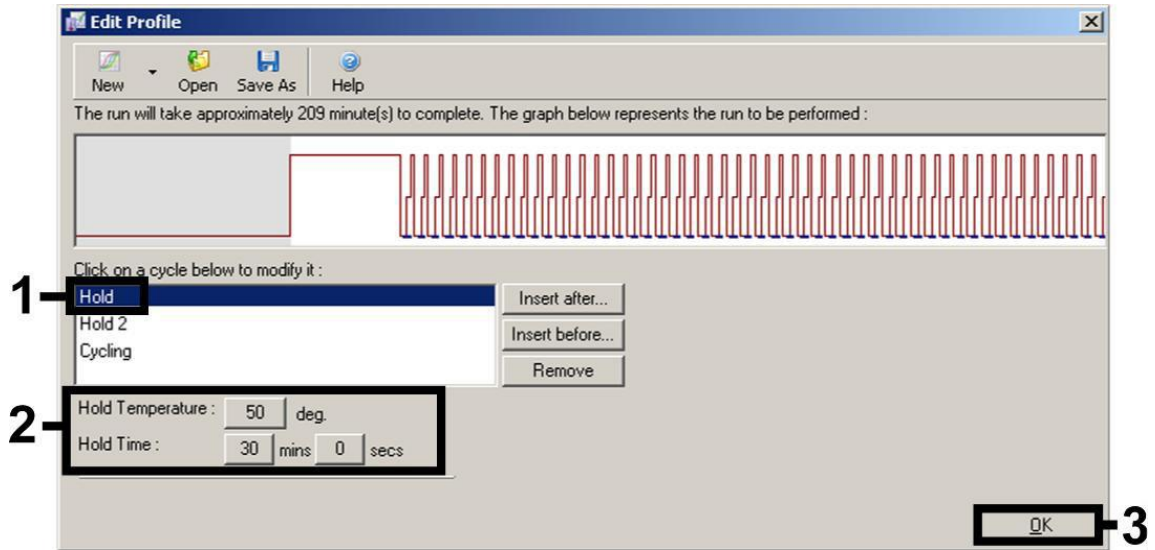 Edit Profile
New Open Save As Help
The run will take approximately 209 minute(s) to complete. The graph below represents the run to be performed :
Click on a cycle below to modify it :
1 Hold Insert after...
Hold 2 Insert before...
Cycling
Remove
2 Hold Temperature : 50 deg.
Hold Time : 30 mins 0 secs
OK 3